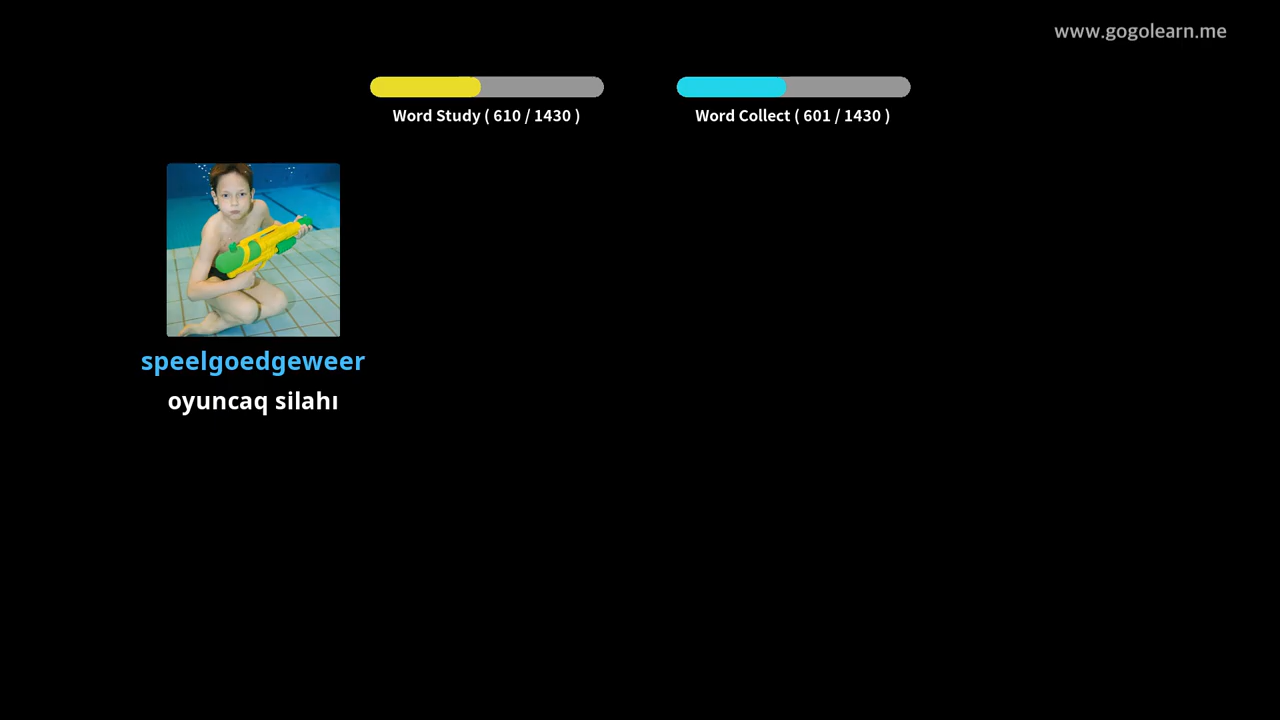 www.gogolearn.me
Word Study ( 610 / 1430 )
Word Collect ( 601 / 1430 )
speelgoedgeweer
oyuncaq silahı